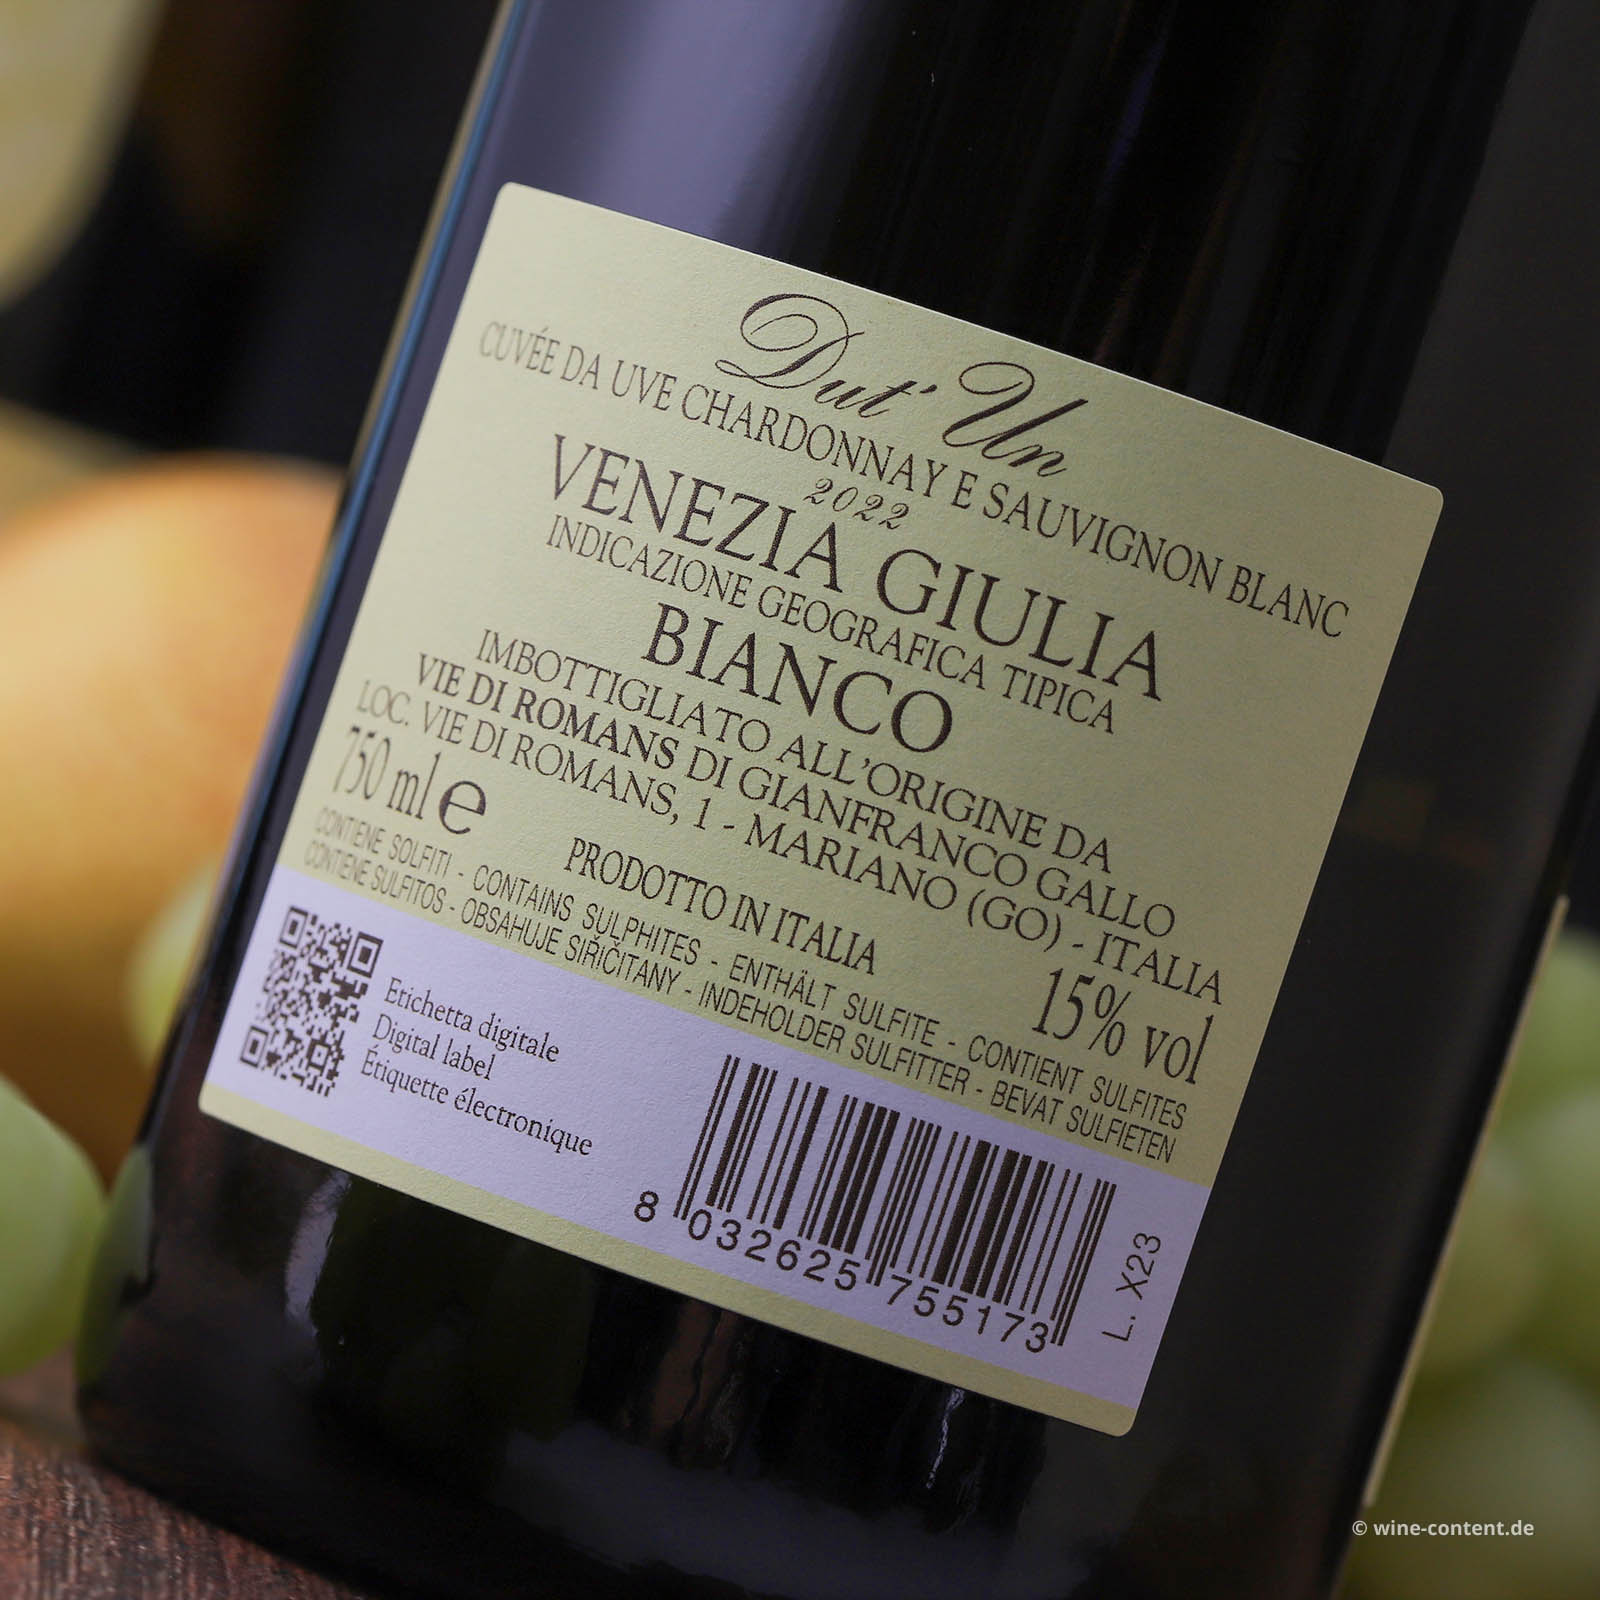 Dut' Un
CUVÉE DA UVE CHARDONNAY E SAUVIGNON BLANC
2022
VENEZIA GIULIA
INDICAZIONE GEOGRAFICA TIPICA
BIANCO
IMBOTTIGLIATO ALL'ORIGINE DA
VIE DI ROMANS DI GIANFRANCO GALLO
LOC. VIE DI ROMANS, 1 - MARIANO (GO) - ITALIA
750 ml e
PRODOTTO IN ITALIA
15% vol
CONTIENE SOLFITI - CONTAINS SULPHITES - ENTHÄLT SULFITE - CONTIENT SULFITES
CONTIENE SULFITOS - OBSAHUJE SIŘIČITANY - INDEHOLDER SULFITTER - BEVAT SULFIETEN
Etichetta digitale
Digital label
Étiquette électronique
8 032625 755173
L. X23
© wine-content.de